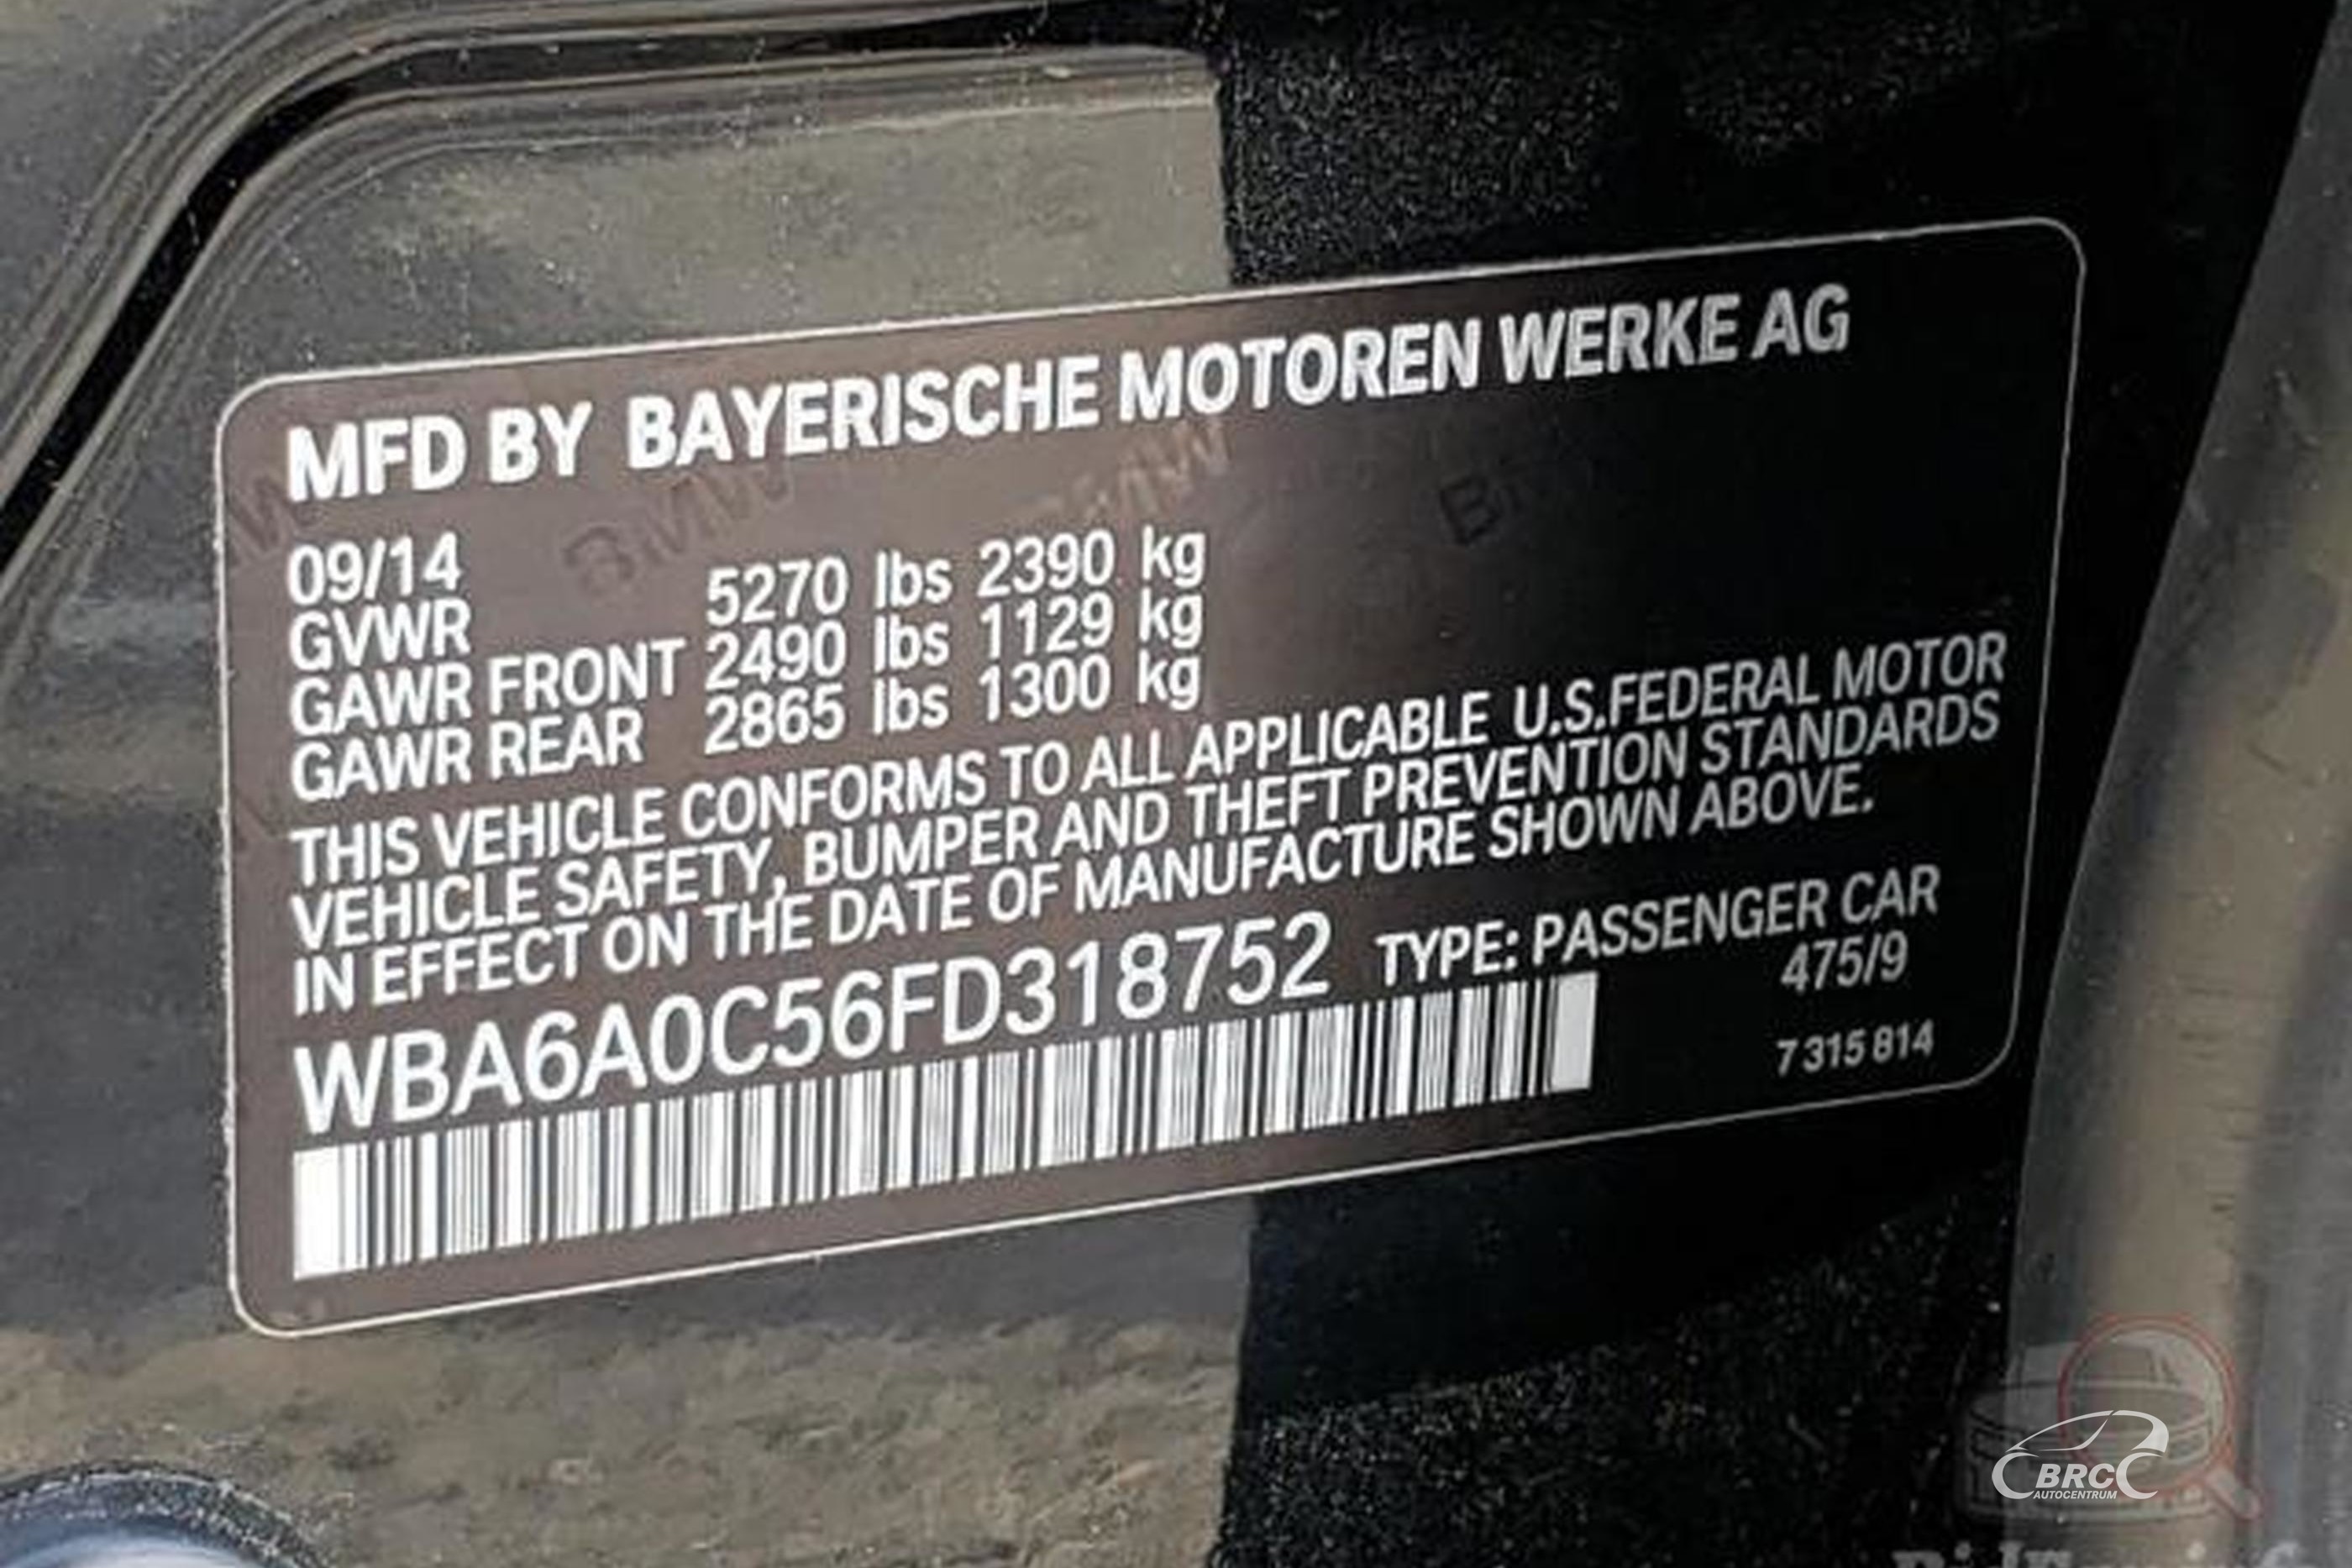 MFD BY BAYERISCHE MOTOREN WERKE AG
BMW BMW
09/14
GVWR 5270 lbs 2390 kg
GAWR FRONT 2490 lbs 1129 kg
GAWR REAR 2865 lbs 1300 kg
THIS VEHICLE CONFORMS TO ALL APPLICABLE U.S.FEDERAL MOTOR
VEHICLE SAFETY, BUMPER AND THEFT PREVENTION STANDARDS
IN EFFECT ON THE DATE OF MANUFACTURE SHOWN ABOVE.
WBA6A0C56FD318752 TYPE: PASSENGER CAR
475/9
7 315 814
BRC
AUTOCENTRUM